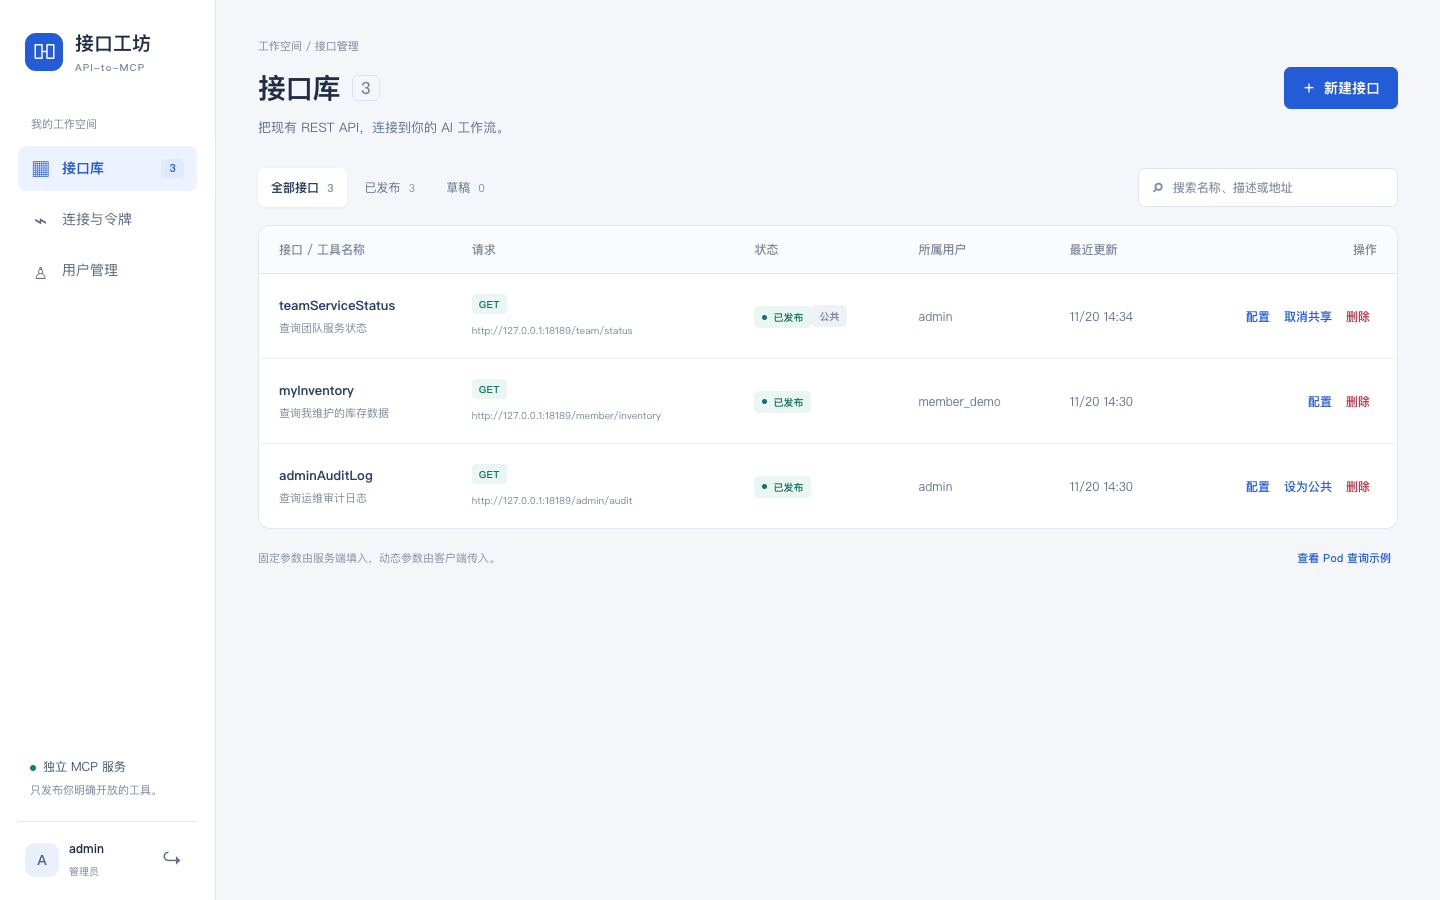 接口工坊
API-to-MCP
我的工作空间
接口库 3
连接与令牌
用户管理
独立 MCP 服务
只发布你明确开放的工具。
A admin
管理员
工作空间 / 接口管理
接口库 3
+ 新建接口
把现有 REST API，连接到你的 AI 工作流。
全部接口 3 已发布 3 草稿 0
搜索名称、描述或地址
接口 / 工具名称 请求 状态 所属用户 最近更新 操作
teamServiceStatus
查询团队服务状态
GET
http://127.0.0.1:18189/team/status
已发布 公共 admin 11/20 14:34 配置 取消共享 删除
myInventory
查询我维护的库存数据
GET
http://127.0.0.1:18189/member/inventory
已发布 member_demo 11/20 14:30 配置 删除
adminAuditLog
查询运维审计日志
GET
http://127.0.0.1:18189/admin/audit
已发布 admin 11/20 14:30 配置 设为公共 删除
固定参数由服务端填入，动态参数由客户端传入。
查看 Pod 查询示例